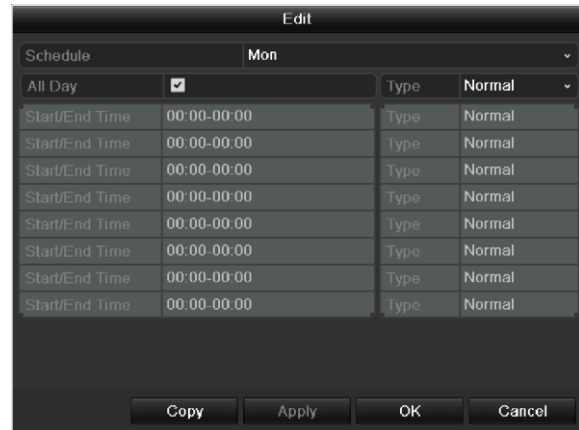 Edit
Schedule Mon
All Day Type Normal
Start/End Time 00:00-00:00 Type Normal
Start/End Time 00:00-00:00 Type Normal
Start/End Time 00:00-00:00 Type Normal
Start/End Time 00:00-00:00 Type Normal
Start/End Time 00:00-00:00 Type Normal
Start/End Time 00:00-00:00 Type Normal
Start/End Time 00:00-00:00 Type Normal
Start/End Time 00:00-00:00 Type Normal
Copy Apply OK Cancel